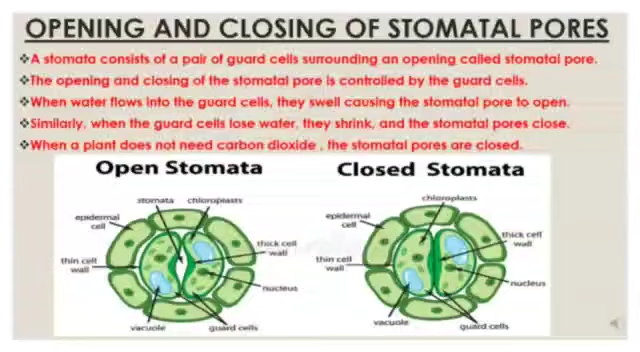 OPENING AND CLOSING OF STOMATAL PORES
❖A stomata consists of a pair of guard cells surrounding an opening called stomatal pore.
❖The opening and closing of the stomatal pore is controlled by the guard cells.
❖When water flows into the guard cells, they swell causing the stomatal pore to open.
❖Similarly, when the guard cells lose water, they shrink, and the stomatal pores close.
❖When a plant does not need carbon dioxide , the stomatal pores are closed.
Open Stomata
stomata
chloroplasts
epidermal
cell
thick cell
wall
thin cell
wall
nucleus
vacuole
guard cells
Closed Stomata
chloroplasts
epidermal
cell
thick cell
wall
thin cell
wall
nucleus
vacuole
guard cells